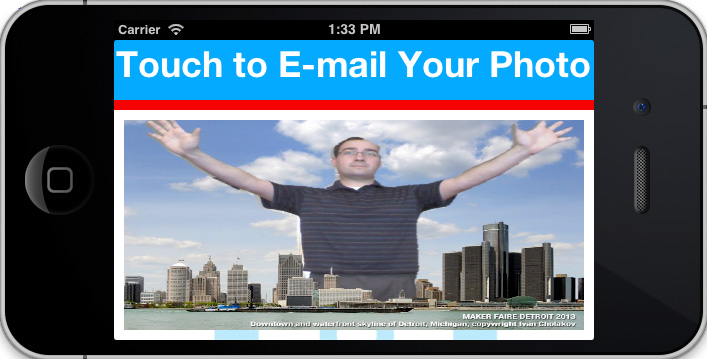 Carrier 1:33 PM
Touch to E-mail Your Photo
MAKER FAIRE DETROIT 2013
Downtown and waterfront skyline of Detroit, Michigan, copywright Ivan Cholakov